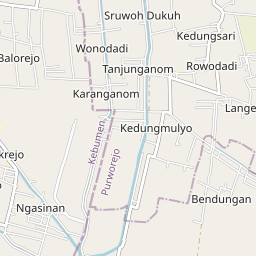 Sruwoh Dukuh
Kedungsari
Wonodadi
Balorejo
Tanjunganom
Rowodadi
Karanganom
Lange
Kedungmulyo
Kebumen
Purworejo
krejo
Bendungan
Ngasinan